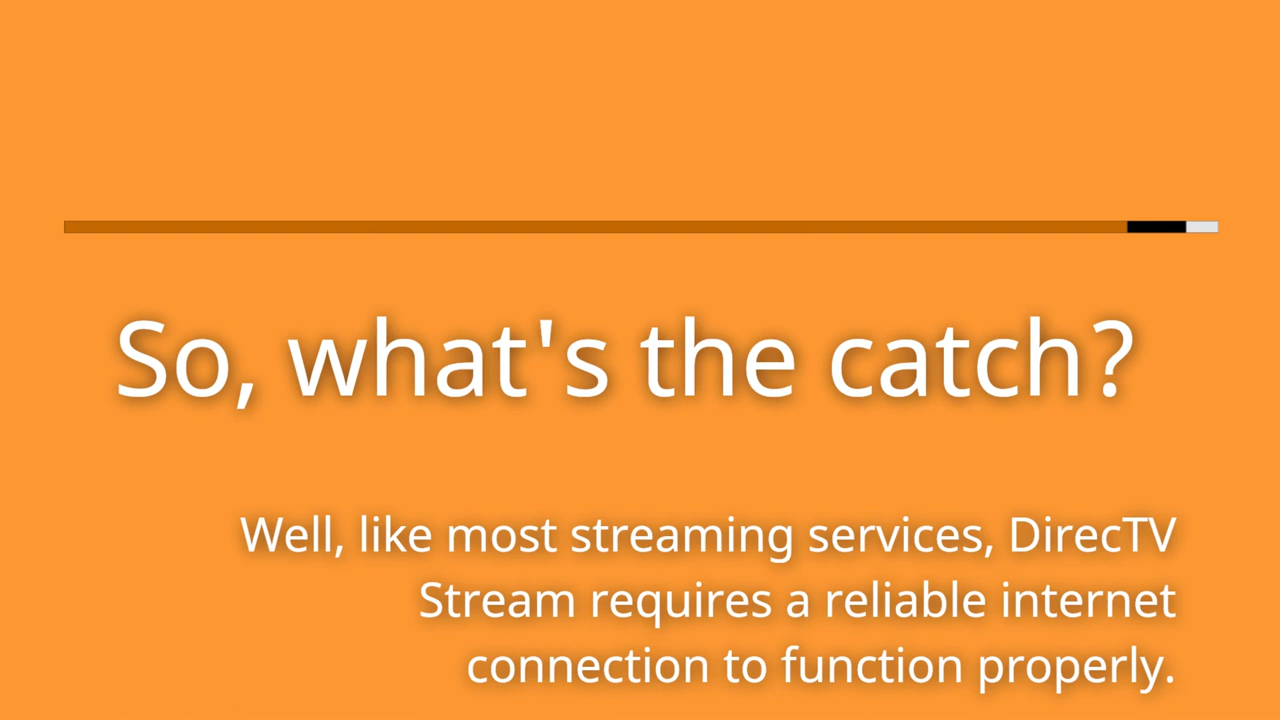 So, what's the catch?
Well, like most streaming services, DirecTV
Stream requires a reliable internet
connection to function properly.